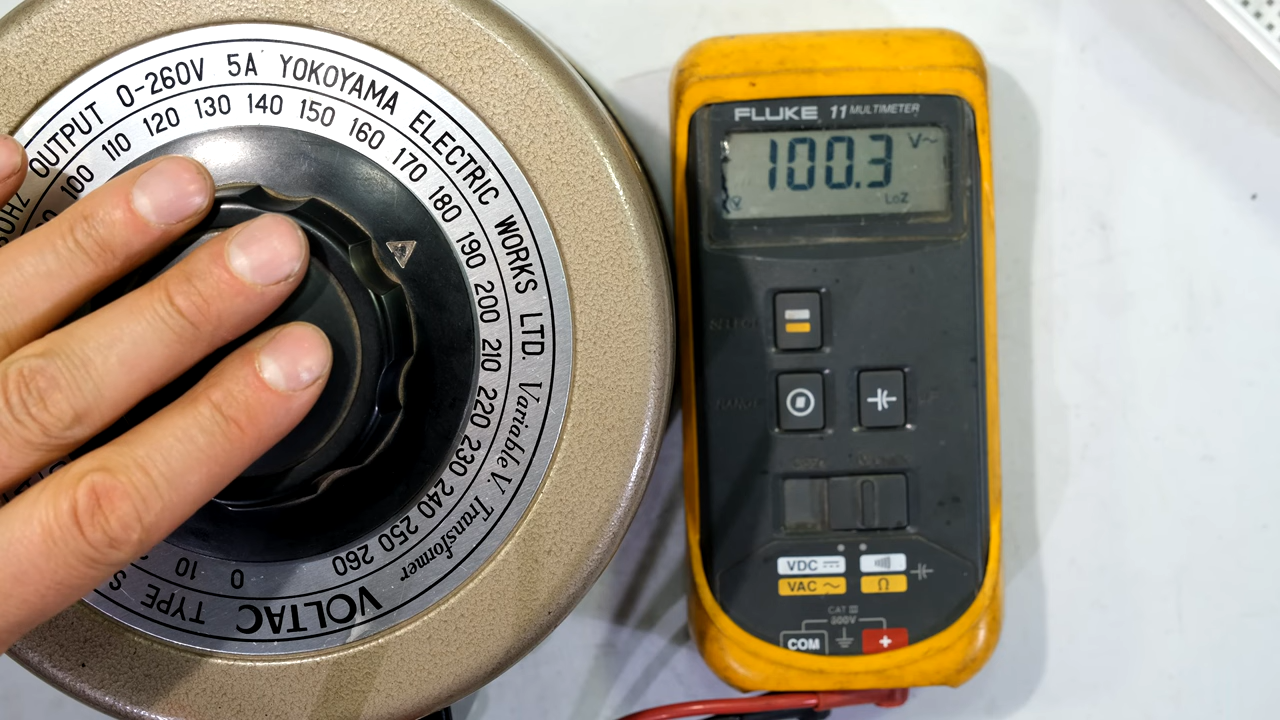 OUTPUT 0-260V 5A YOKOYAMA ELECTRIC WORKS LTD. Variable V. Transformer
VOLTAC
TYPE S
0 10
100 110 120 130 140 150 160 170 180 190 200 210 220 230 240 250 260
FLUKE 11 MULTIMETER
100.3 V~
LoZ
VDC
VAC ~
Ω
CAT III
COM
+